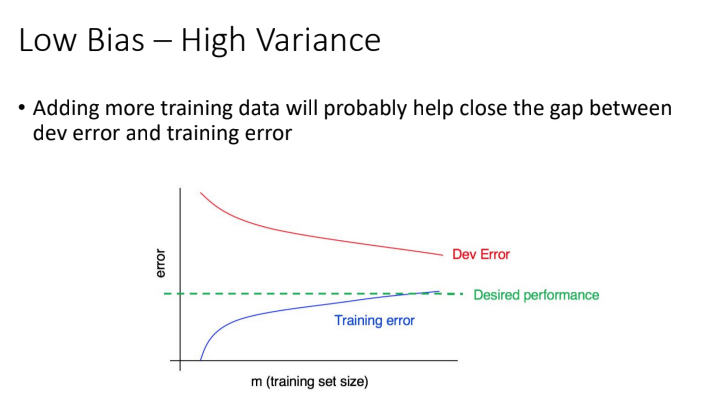 Low Bias – High Variance
• Adding more training data will probably help close the gap between
dev error and training error
error
Dev Error
Desired performance
Training error
m (training set size)